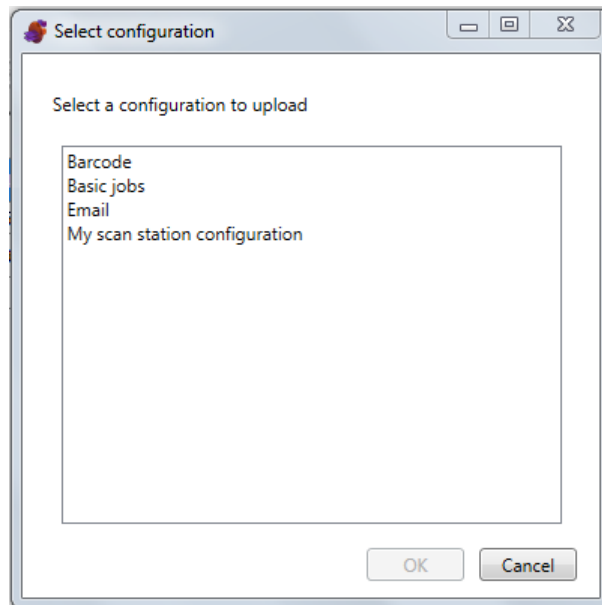 Select configuration
Select a configuration to upload
Barcode
Basic jobs
Email
My scan station configuration
OK
Cancel